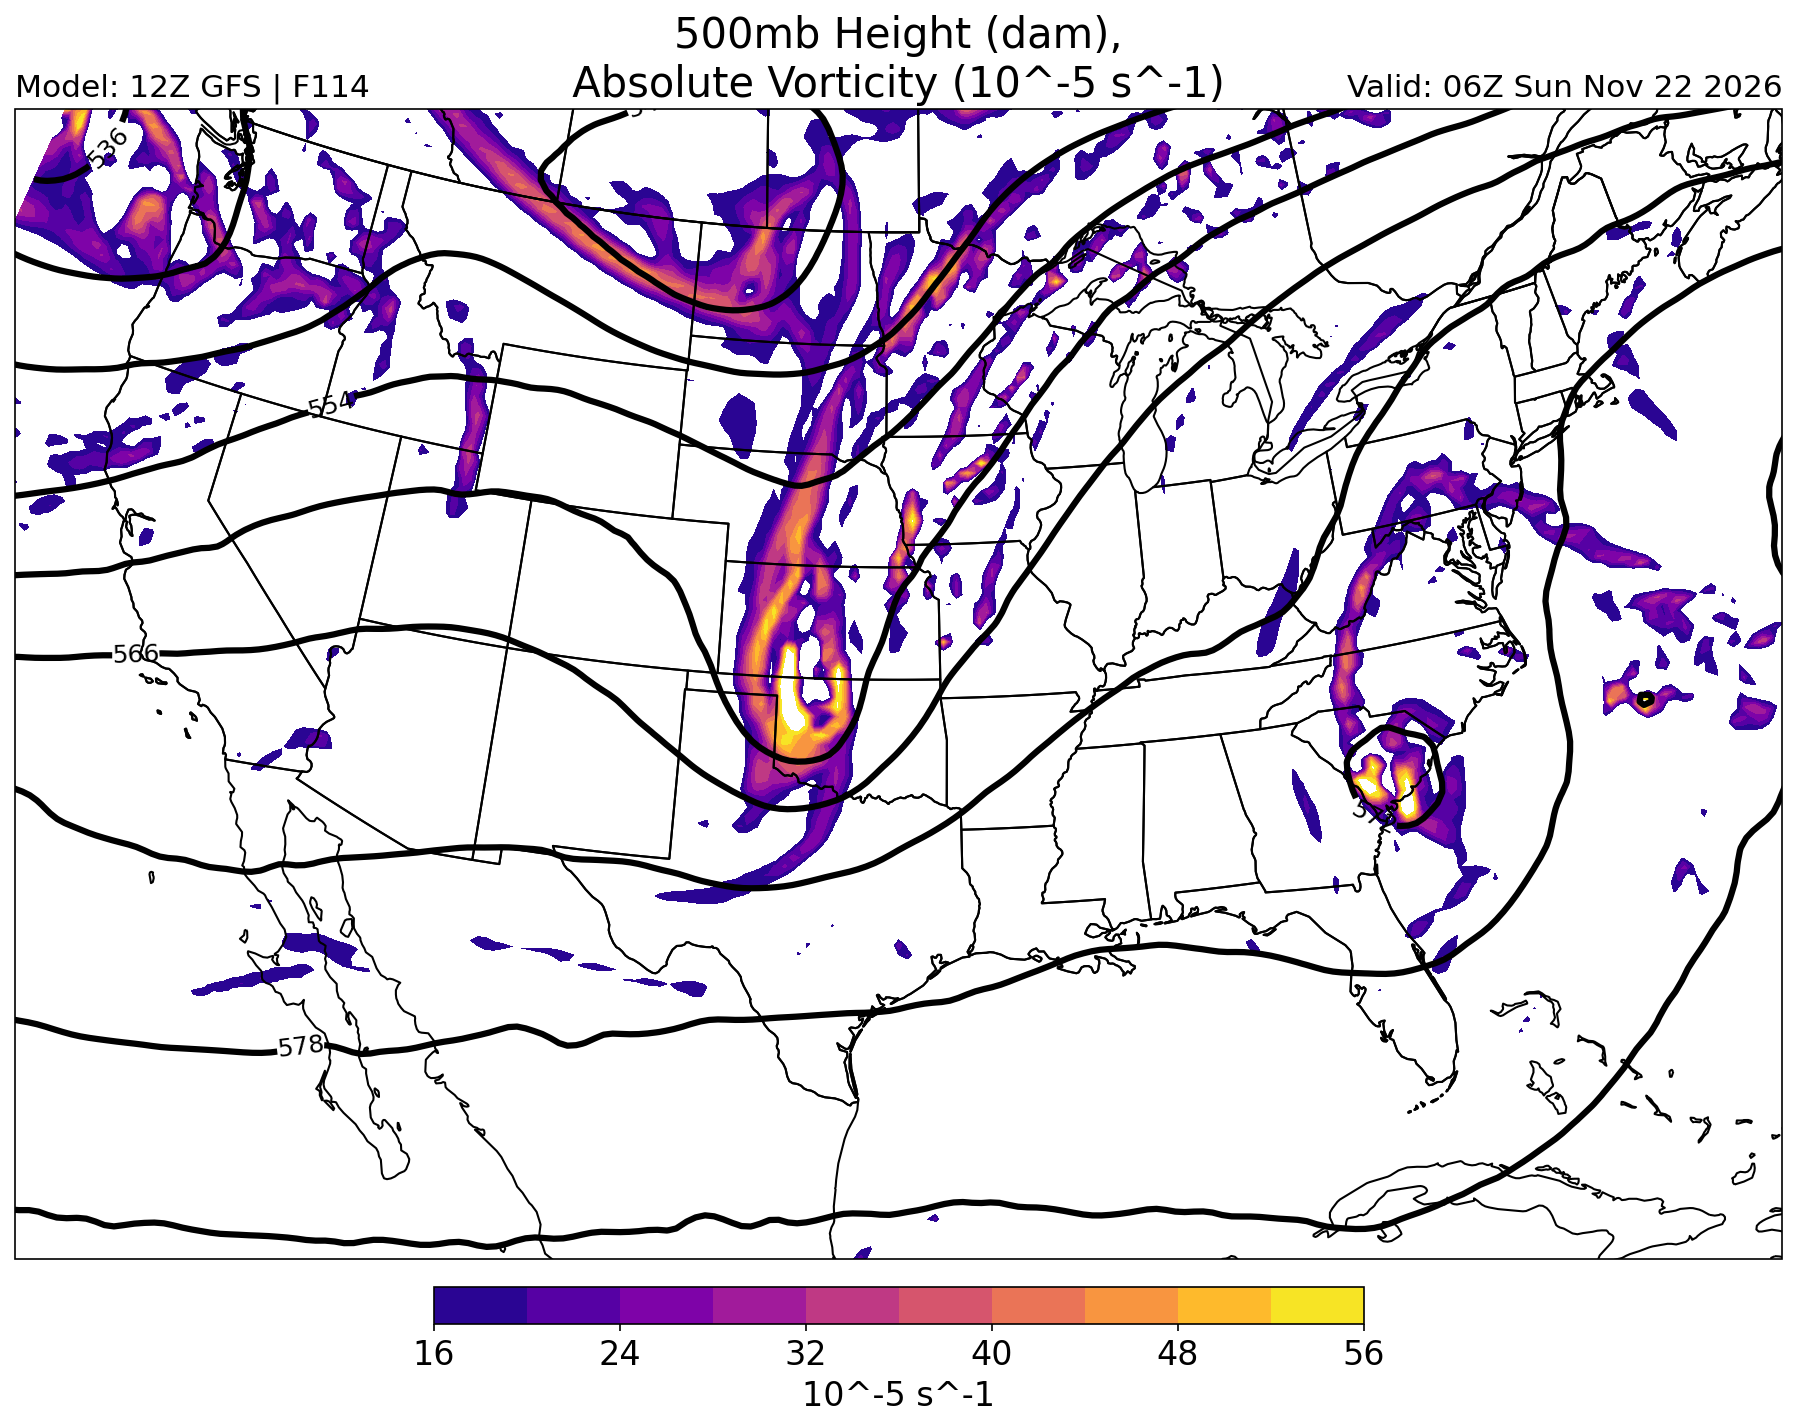 500mb Height (dam),
Absolute Vorticity (10^-5 s^-1)
Model: 12Z GFS | F114
Valid: 06Z Sun Nov 22 2026
536
554
566
578
16 24 32 40 48 56
10^-5 s^-1